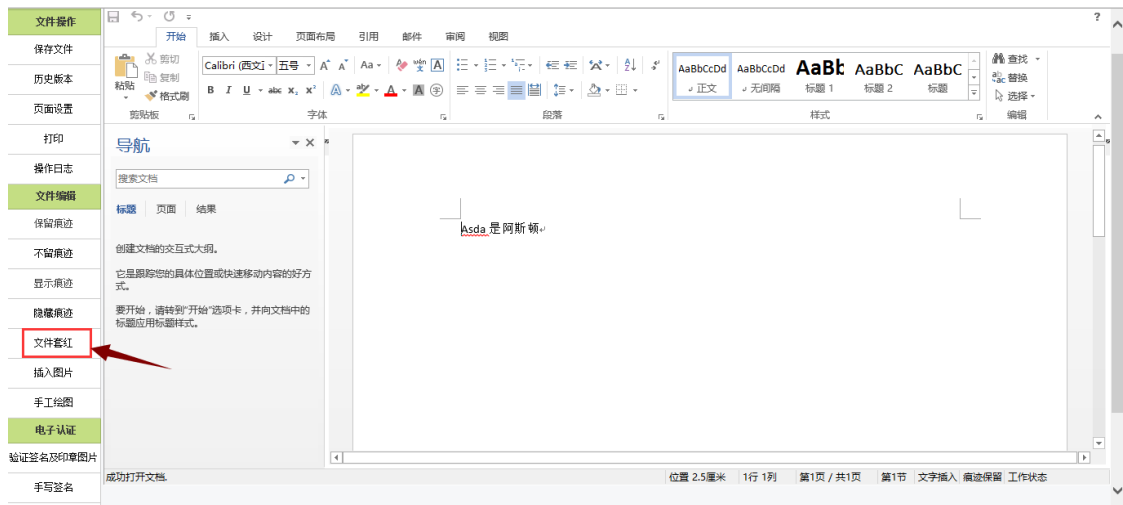 文件操作
保存文件
历史版本
页面设置
打印
操作日志
文件编辑
保留痕迹
不留痕迹
显示痕迹
隐藏痕迹
文件套红
插入图片
手工绘图
电子认证
验证签名及印章图片
手写签名
?
开始 插入 设计 页面布局 引用 邮件 审阅 视图
粘贴
剪切
复制
格式刷
剪贴板
Calibri (西文 五号 A A Aa wén 文 A
B I U abc X₂ X² A aby A A 字
字体
段落
AaBbCcDd AaBbCcDd AaBb AaBbC AaBbC
正文 无间隔 标题 1 标题 2 标题
样式
查找
替换
选择
编辑
导航
搜索文档
标题 页面 结果
创建文档的交互式大纲。
它是跟踪您的具体位置或快速移动内容的好方
式。
要开始，请转到"开始"选项卡，并向文档中的
标题应用标题样式。
Asda 是阿斯顿
成功打开文档.
位置 2.5厘米 1行 1列 第1页 / 共1页 第1节 文字插入 痕迹保留 工作状态